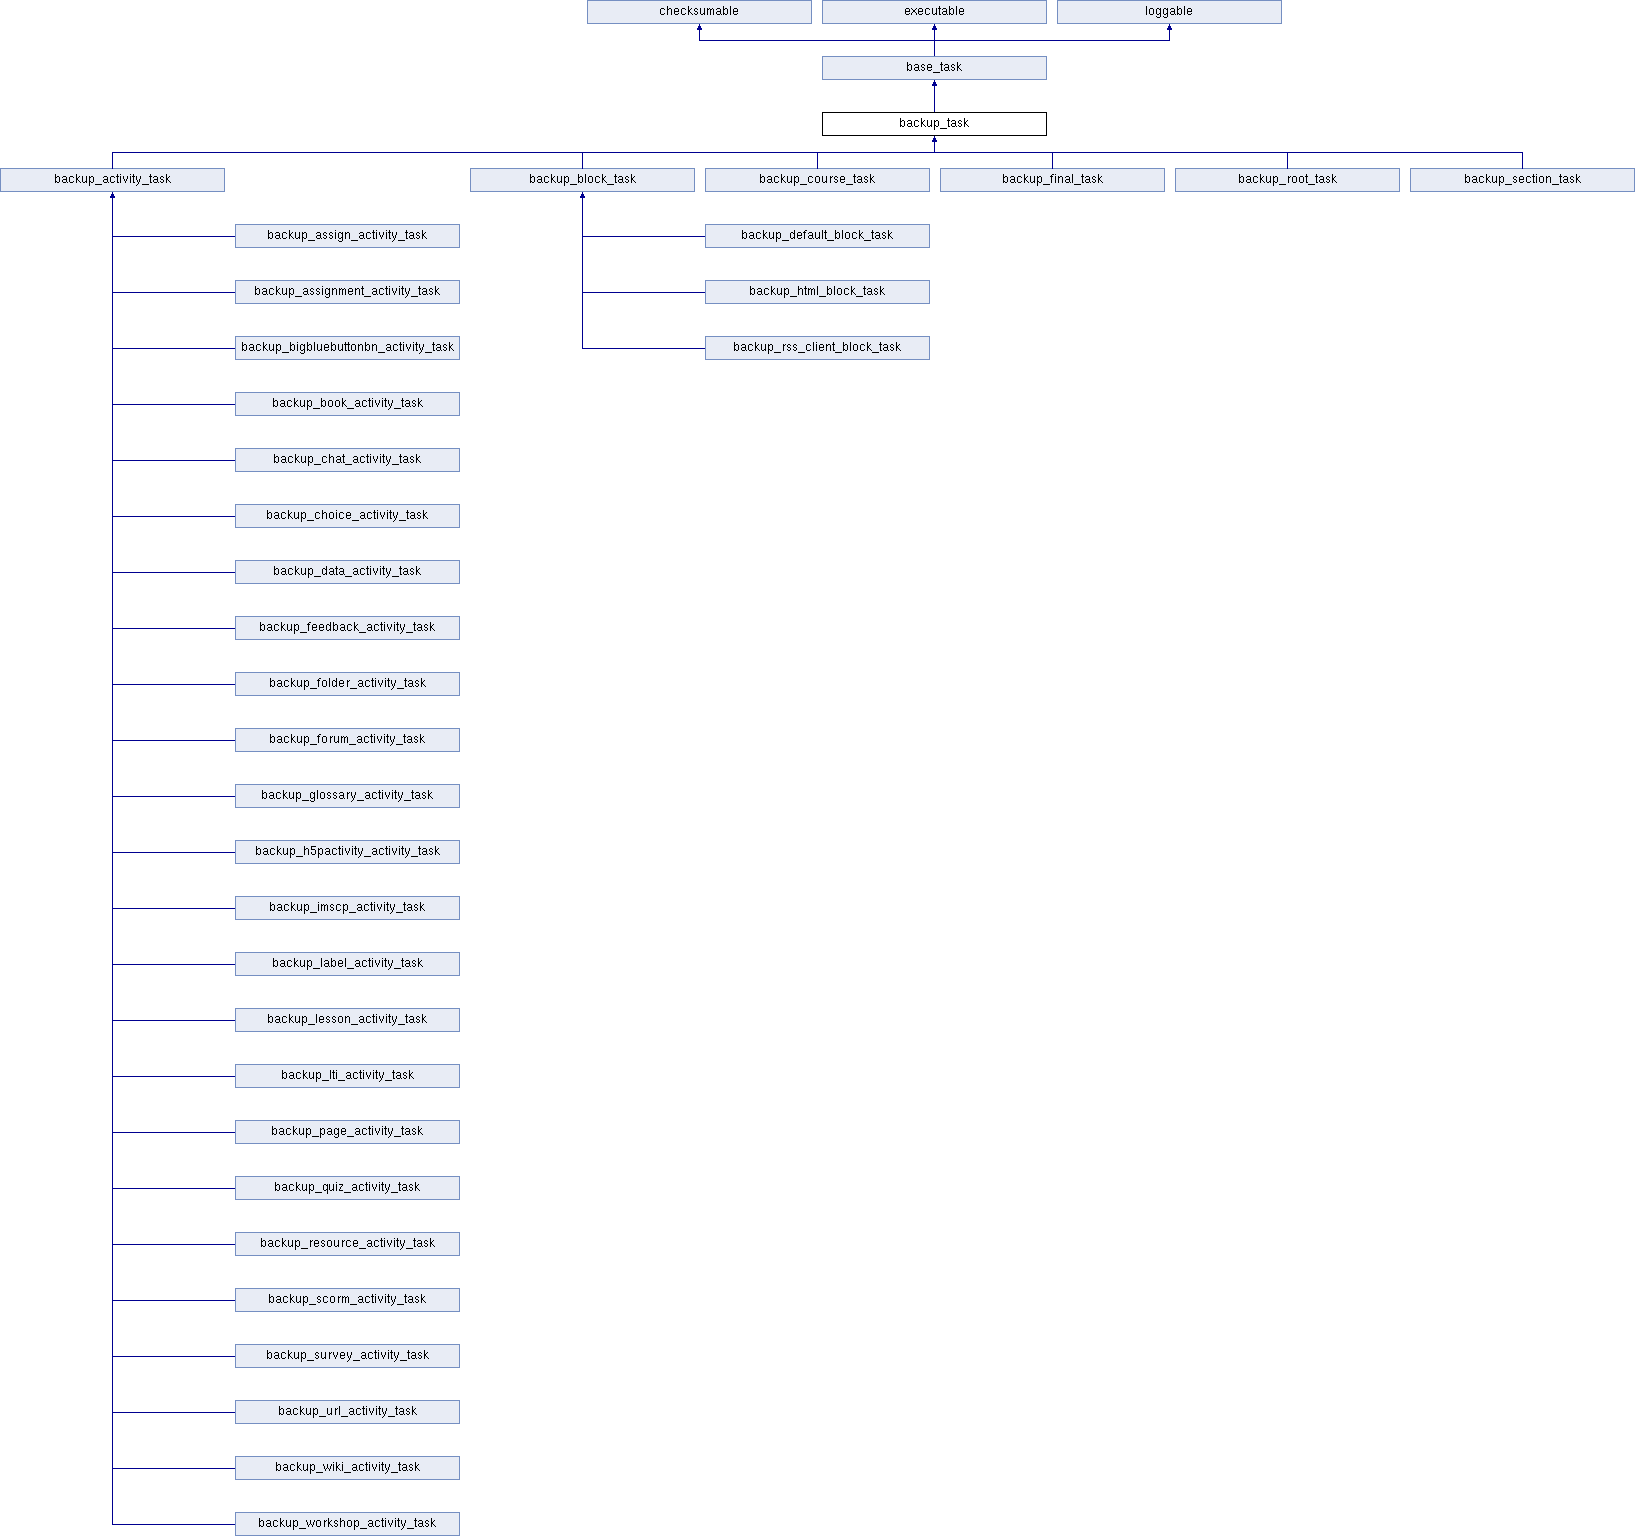 checksumable
executable
loggable
base_task
backup_task
backup_activity_task
backup_block_task
backup_course_task
backup_final_task
backup_root_task
backup_section_task
backup_assign_activity_task
backup_default_block_task
backup_assignment_activity_task
backup_html_block_task
backup_bigbluebuttonbn_activity_task
backup_rss_client_block_task
backup_book_activity_task
backup_chat_activity_task
backup_choice_activity_task
backup_data_activity_task
backup_feedback_activity_task
backup_folder_activity_task
backup_forum_activity_task
backup_glossary_activity_task
backup_h5pactivity_activity_task
backup_imscp_activity_task
backup_label_activity_task
backup_lesson_activity_task
backup_lti_activity_task
backup_page_activity_task
backup_quiz_activity_task
backup_resource_activity_task
backup_scorm_activity_task
backup_survey_activity_task
backup_url_activity_task
backup_wiki_activity_task
backup_workshop_activity_task